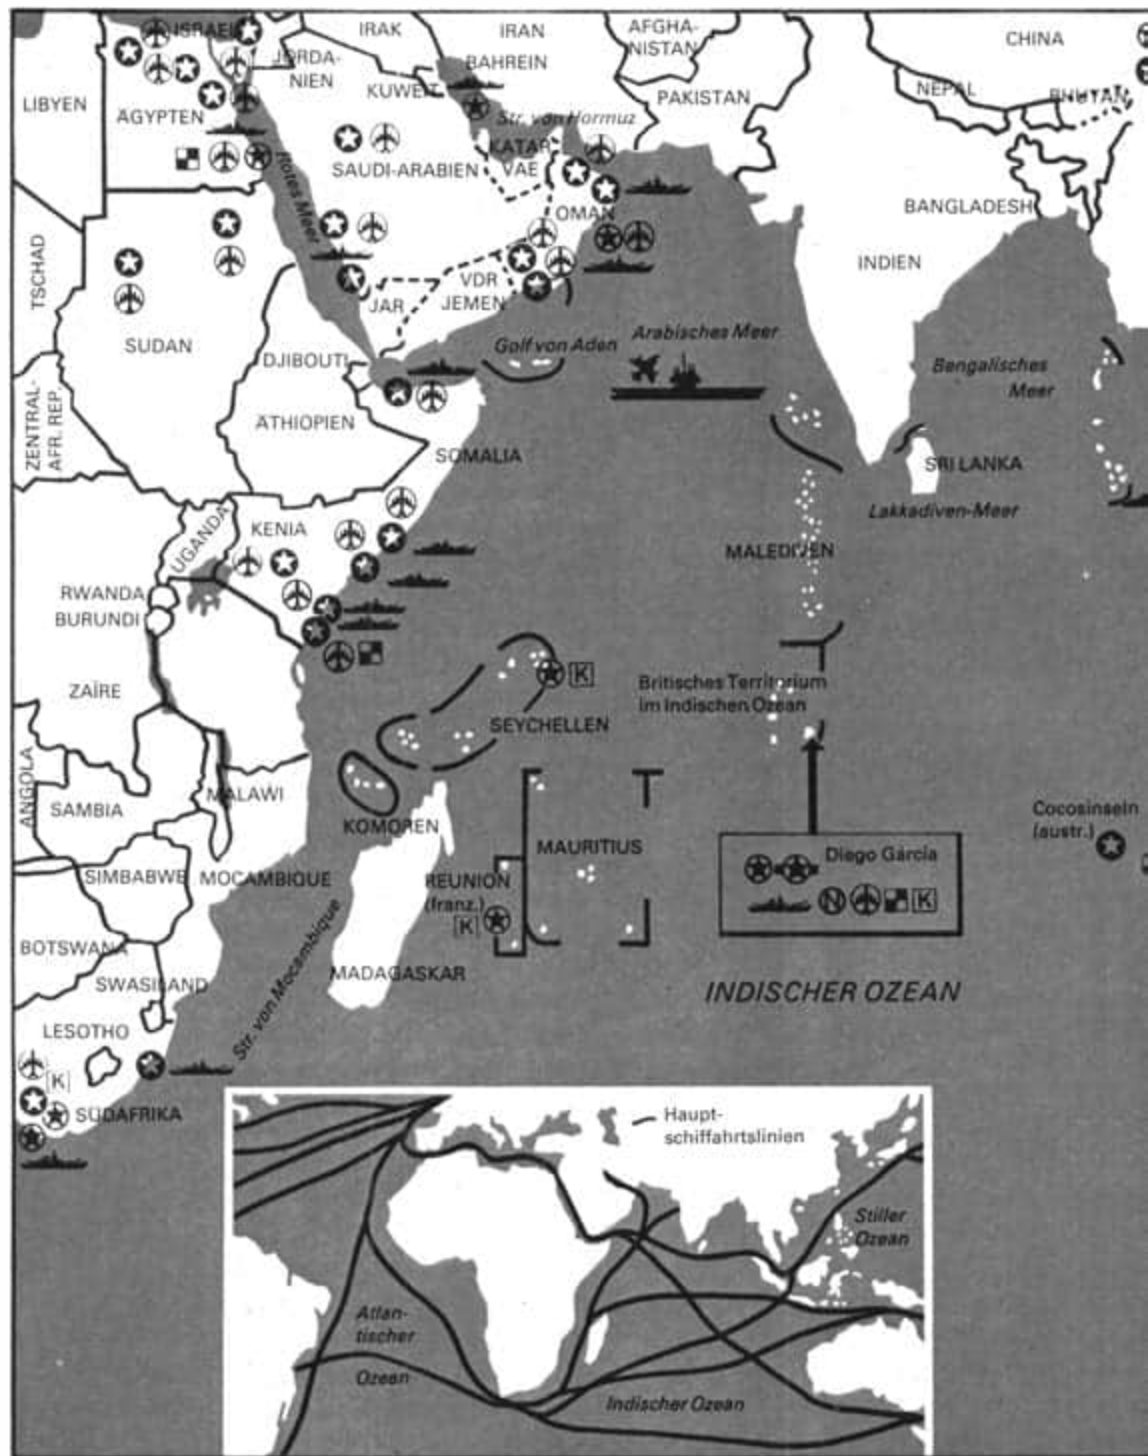 ISRAEL
IRAK
IRAN
AFGHA-
NISTAN
CHINA
JORDA-
NIEN
BAHREIN
LIBYEN
KUWEIT
PAKISTAN
NEPAL
BHUTAN
ÄGYPTEN
Str. von Hormuz
KATAR
SAUDI-ARABIEN
VAE
Rotes Meer
OMAN
BANGLADESH
TSCHAD
INDIEN
VDR
JEMEN
JAR
SUDAN
Golf von Aden
Arabisches Meer
DJIBOUTI
Bengalisches
Meer
ZENTRAL-
AFR. REP.
ÄTHIOPIEN
SOMALIA
SRI LANKA
Lakkadiven-Meer
KENIA
UGANDA
MALEDIVEN
RWANDA
BURUNDI
ZAÏRE
K
Britisches Territorium
im Indischen Ozean
SEYCHELLEN
ANGOLA
MALAWI
SAMBIA
KOMOREN
Cocosinseln
(austr.)
MAURITIUS
Diego Garcia
SIMBABWE
MOCAMBIQUE
REUNION
(franz.)
K
N
K
BOTSWANA
SWASILAND
MADAGASKAR
INDISCHER OZEAN
Str. von Mocambique
LESOTHO
K
SÜDAFRIKA
Haupt-
schiffahrtslinien
Stiller
Ozean
Atlan-
tischer
Ozean
Indischer Ozean